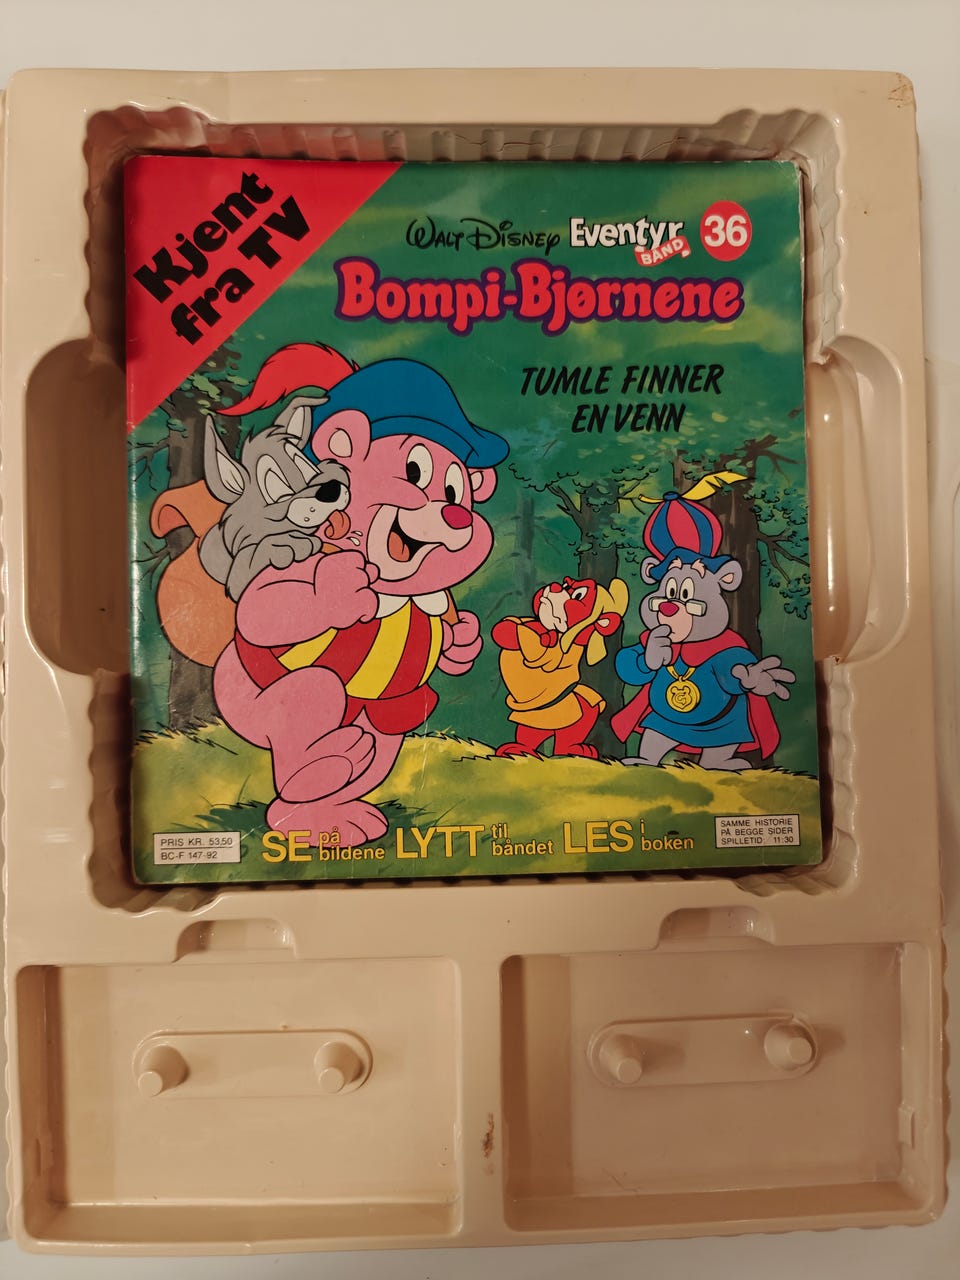 Kjent
fra TV
WALT DISNEY Eventyr BÅND 36
Bompi-Bjørnene
TUMLE FINNER
EN VENN
PRIS KR. 53,50
BC-F 147-92
SE på bildene LYTT til båndet LES i boken
SAMME HISTORIE
PÅ BEGGE SIDER
SPILLETID: 11:30